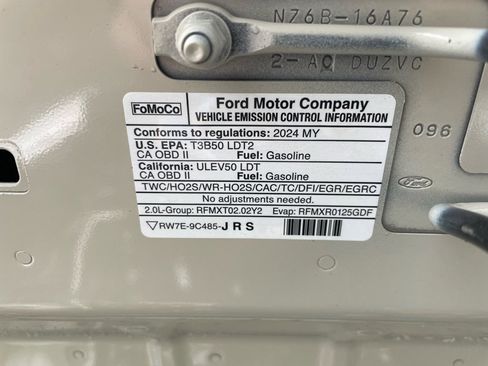 N76B-16A76
2-AO DUZVC
096
Ford
FoMoCo
Ford Motor Company
VEHICLE EMISSION CONTROL INFORMATION
Conforms to regulations: 2024 MY
U.S. EPA: T3B50 LDT2
CA OBD II Fuel: Gasoline
California: ULEV50 LDT
CA OBD II Fuel: Gasoline
TWC/HO2S/WR-HO2S/CAC/TC/DFI/EGR/EGRC
No adjustments needed.
2.0L-Group: RFMXT02.02Y2 Evap: RFMXR0125GDF
RW7E-9C485-JRS